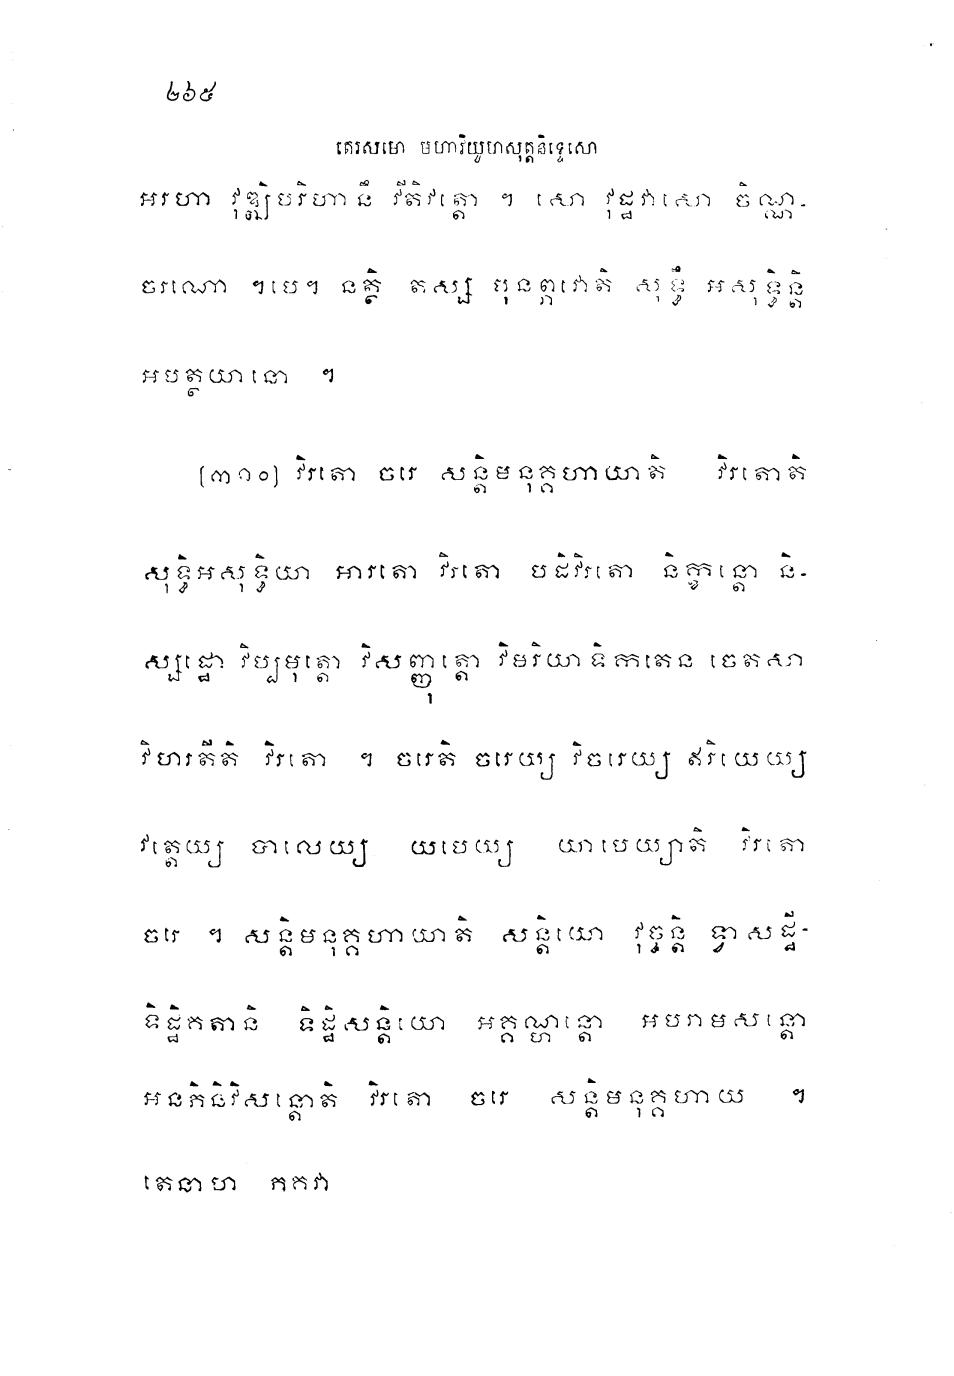 ២៦៥
តេរសមោ មហាវិយូហសុត្តនិទ្ទេសោ
អរហា វុឌ្ឍិបរិហានឹ វីតិវត្តោ ។ សោ វុដ្ឋវាសោ ចិណ្ណ-
ចរណោ ។បេ។ នត្ថិ តស្ស បុនព្ភវោតិ សុទ្ធឹ អសុទ្ធិន្តិ
អបត្ថយានោ ។
(៣១០) វិរតោ ចរេ សន្តិមនុគ្គហាយាតិ វិរតោតិ
សុទ្ធិអសុទ្ធិយា អារតោ វិរតោ បដិវិរតោ និក្ខន្តោ និ-
ស្សដ្ឋោ វិប្បមុត្តោ វិសញ្ញុត្តោ វិមរិយាទិកតេន ចេតសា
វិហរតីតិ វិរតោ ។ ចរេតិ ចរេយ្យ វិចរេយ្យ ឥរិយេយ្យ
វត្តេយ្យ បាលេយ្យ យបេយ្យ យាបេយ្យាតិ វិរតោ
ចរេ ។ សន្តិមនុគ្គហាយាតិ សន្តិយោ វុច្ចន្តិ ទ្វាសដ្ឋី-
ទិដ្ឋិគតានិ ទិដ្ឋិសន្តិយោ អគ្គណ្ហន្តោ អបរាមសន្តោ
អនភិនិវិសន្តោតិ វិរតោ ចរេ សន្តិមនុគ្គហាយ ។
តេនាហ ភគវា